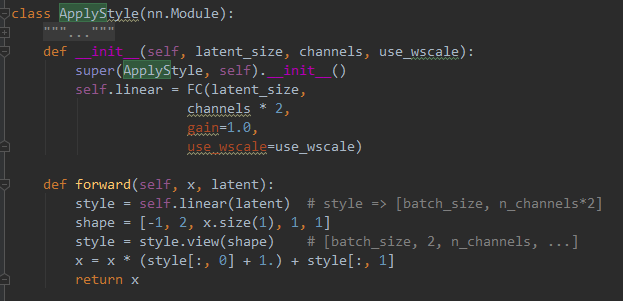 class ApplyStyle(nn.Module):
    """..."""
    def __init__(self, latent_size, channels, use_wscale):
        super(ApplyStyle, self).__init__()
        self.linear = FC(latent_size,
                      channels * 2,
                      gain=1.0,
                      use_wscale=use_wscale)
    def forward(self, x, latent):
        style = self.linear(latent)  # style => [batch_size, n_channels*2]
        shape = [-1, 2, x.size(1), 1, 1]
        style = style.view(shape)    # [batch_size, 2, n_channels, ...]
        x = x * (style[:, 0] + 1.) + style[:, 1]
        return x